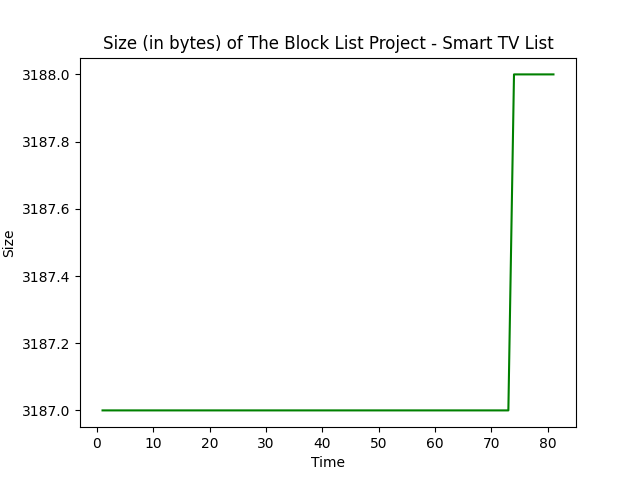 Size (in bytes) of The Block List Project - Smart TV List
3188.0
3187.8
3187.6
3187.4
3187.2
3187.0
Size
0 10 20 30 40 50 60 70 80
Time